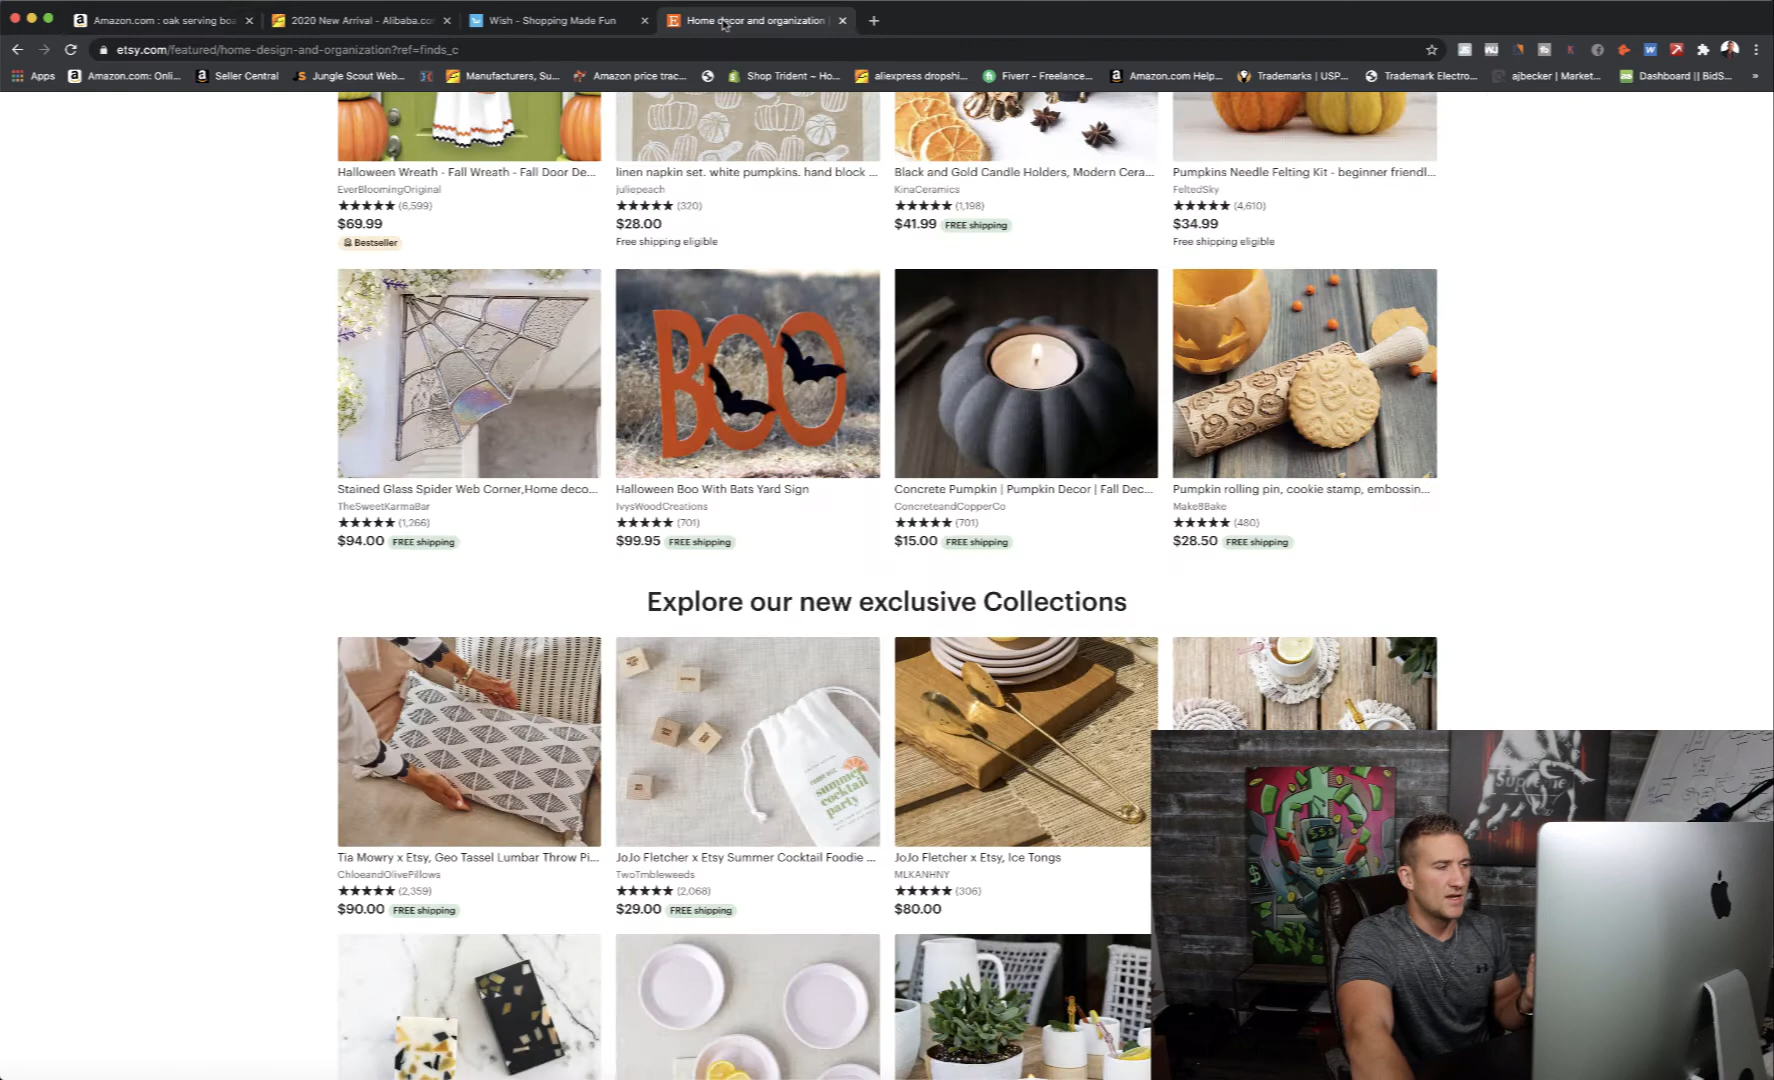 Amazon.com : oak serving boa
2020 New Arrival - Alibaba.co
Wish - Shopping Made Fun
Home decor and organization
etsy.com/featured/home-design-and-organization?ref=finds_c
Apps
Amazon.com: Onli...
Seller Central
Jungle Scout Web...
Manufacturers, Su...
Amazon price trac...
Shop Trident – Ho...
aliexpress dropshi...
Fiverr - Freelance...
Amazon.com Help...
Trademarks | USP...
Trademark Electro...
ajbecker | Market...
Dashboard || BidS...
Halloween Wreath - Fall Wreath - Fall Door De...
EverBloomingOriginal
(6,599)
$69.99
Bestseller
linen napkin set. white pumpkins. hand block ...
juliepeach
(320)
$28.00
Free shipping eligible
Black and Gold Candle Holders, Modern Cera...
KinaCeramics
(1,198)
$41.99 FREE shipping
Pumpkins Needle Felting Kit - beginner friendl...
FeltedSky
(4,610)
$34.99
Free shipping eligible
Stained Glass Spider Web Corner,Home deco...
TheSweetKarmaBar
(1,266)
$94.00 FREE shipping
Halloween Boo With Bats Yard Sign
IvysWoodCreations
(701)
$99.95 FREE shipping
BOO
Concrete Pumpkin | Pumpkin Decor | Fall Dec...
ConcreteandCopperCo
(701)
$15.00 FREE shipping
Pumpkin rolling pin, cookie stamp, embossin...
Make8Bake
(480)
$28.50 FREE shipping
Explore our new exclusive Collections
summer
cocktail
party
Tia Mowry x Etsy, Geo Tassel Lumbar Throw Pi...
ChloeandOlivePillows
(2,359)
$90.00 FREE shipping
JoJo Fletcher x Etsy Summer Cocktail Foodie ...
TwoTmbleweeds
(2,068)
$29.00 FREE shipping
JoJo Fletcher x Etsy, Ice Tongs
MLKANHNY
(306)
$80.00
Supreme
$$$